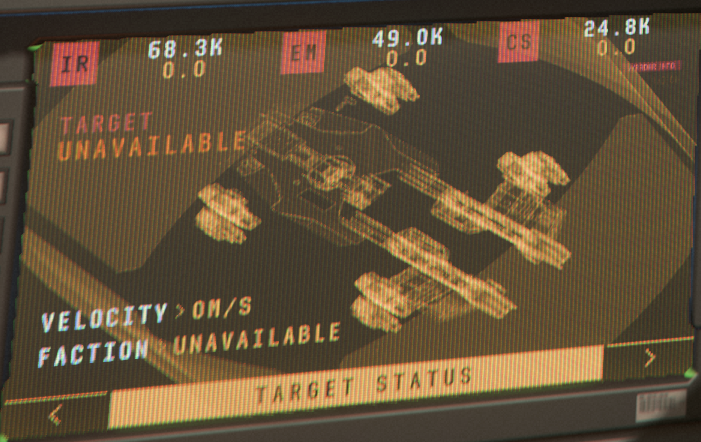 IR 68.3K EM 49.0K CS 24.8K
0.0 0.0 0.0
TARGET
UNAVAILABLE
VELOCITY > 0M/S
FACTION UNAVAILABLE
< TARGET STATUS >